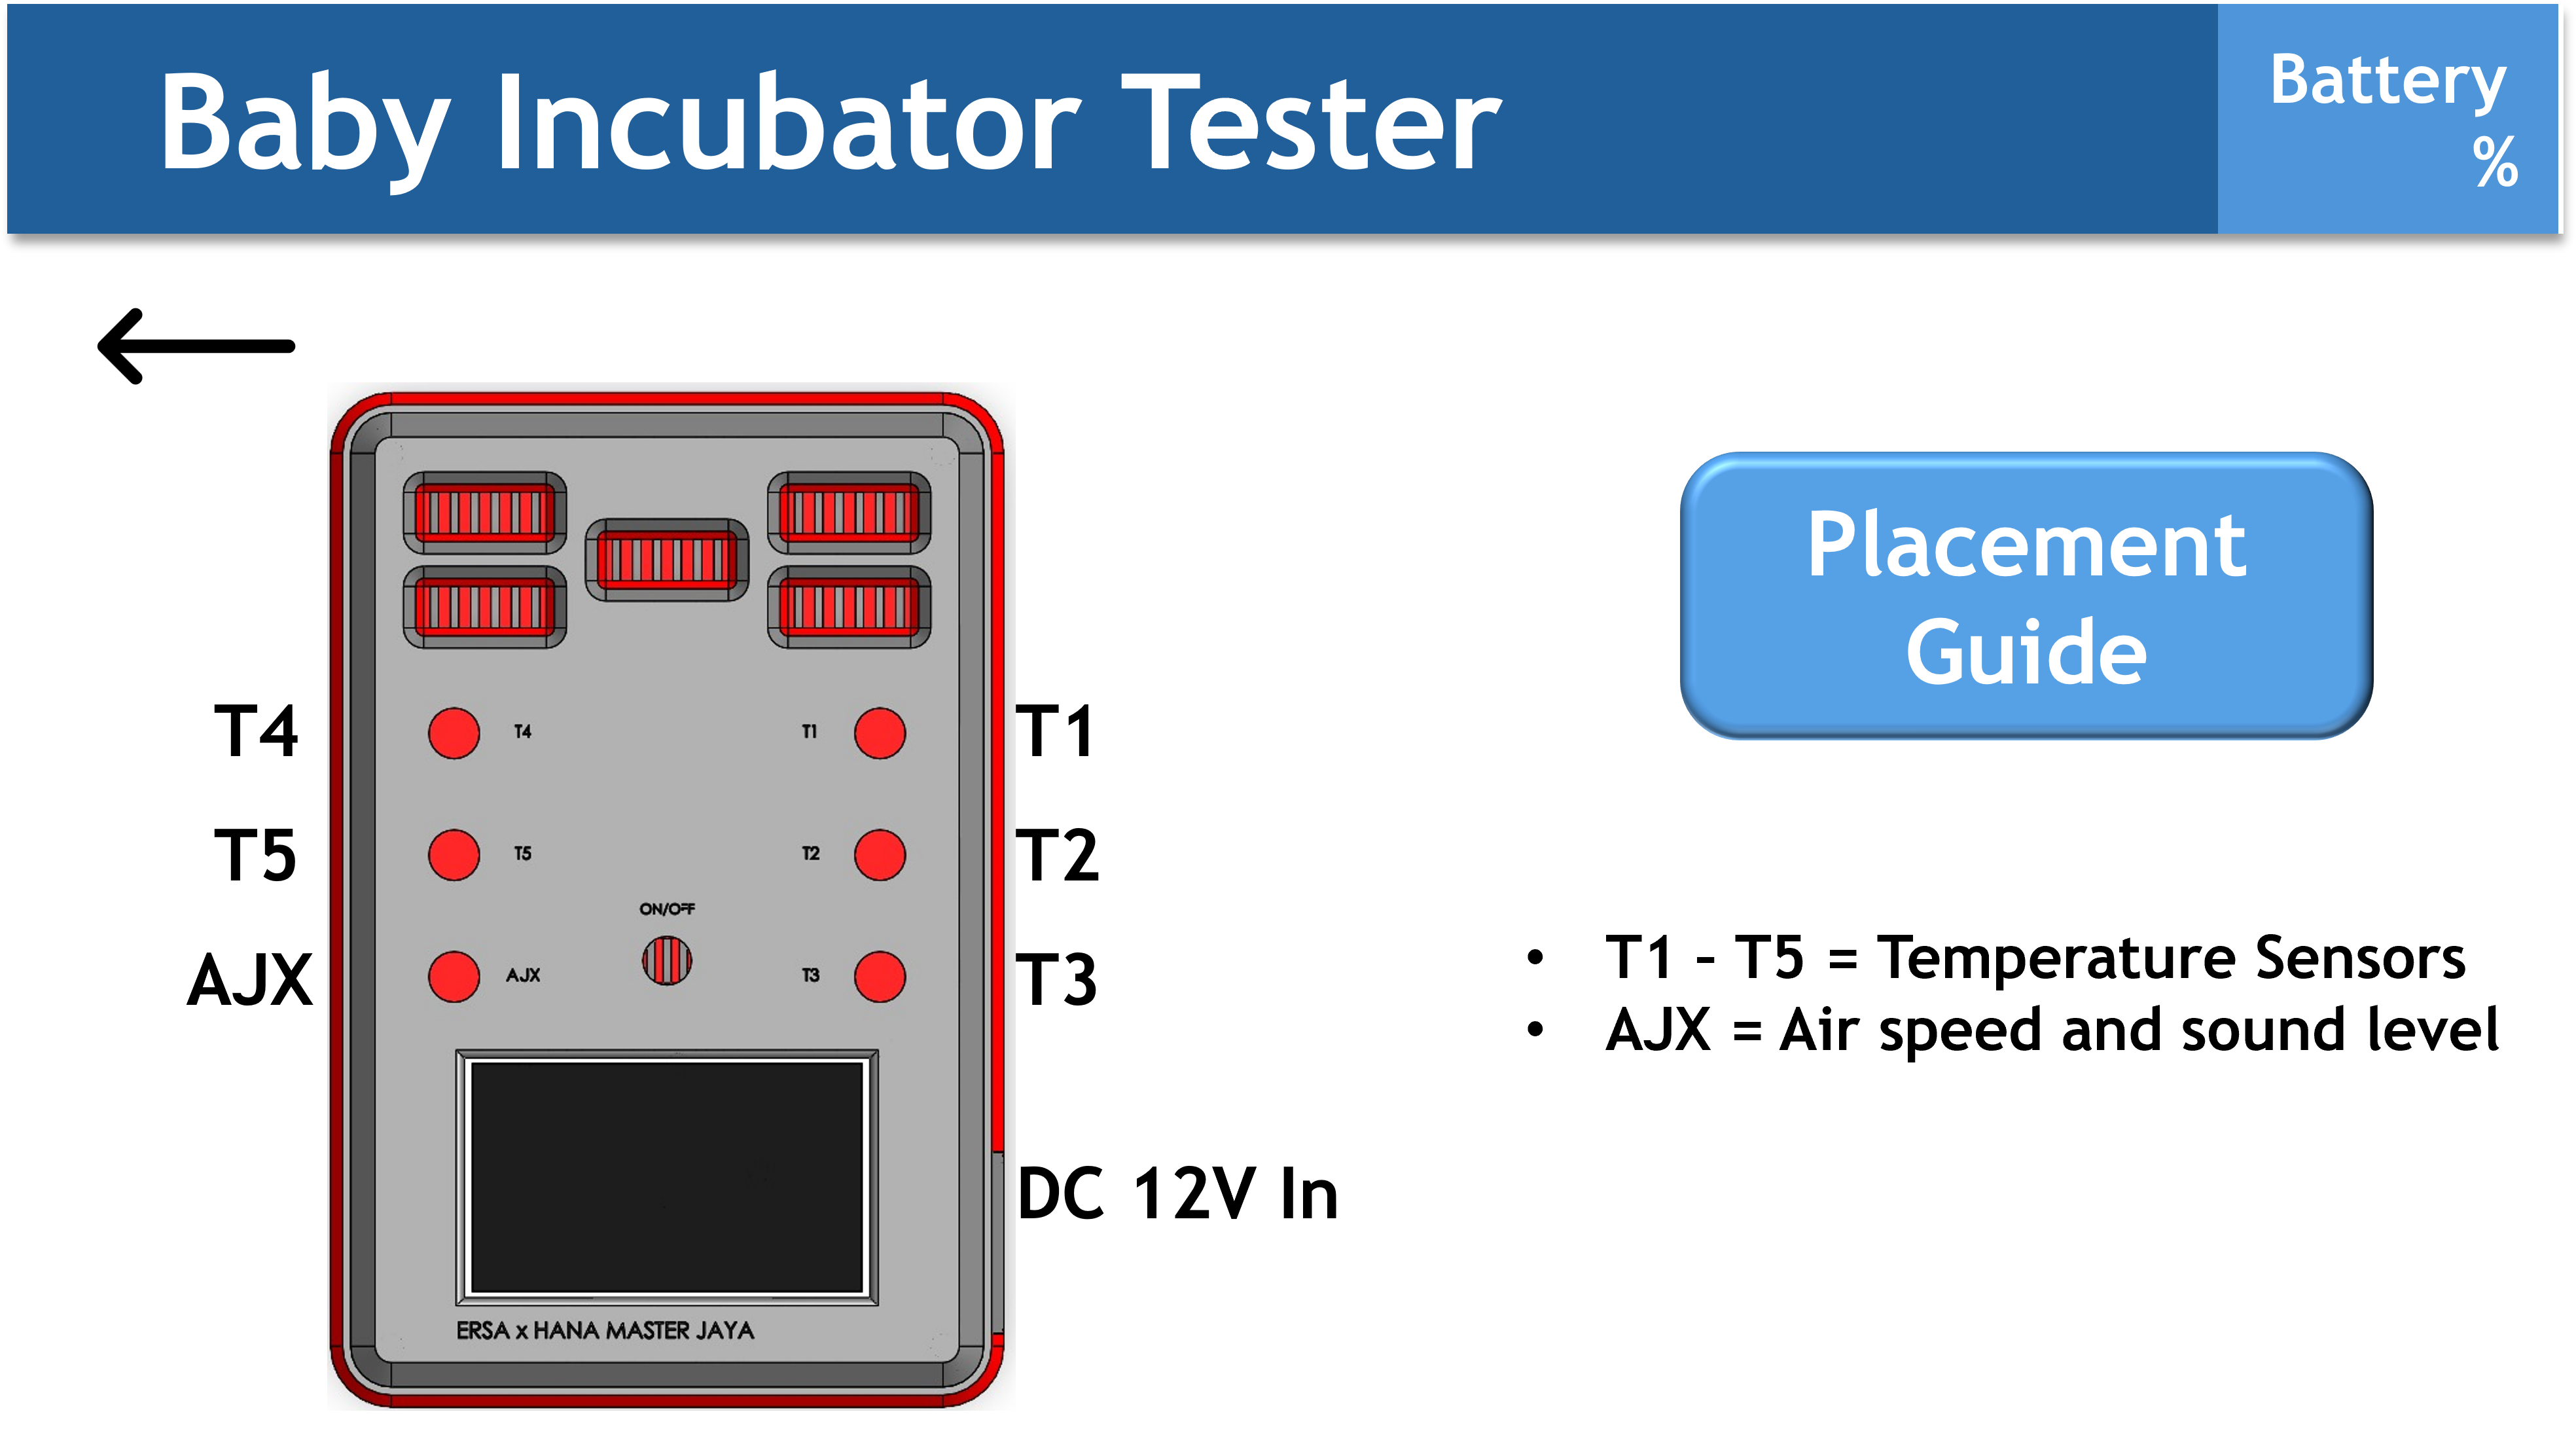 Baby Incubator Tester
Battery
%
Placement
Guide
T4
T4
T1
T1
T5
T5
T2
T2
ON/OFF
AJX
AJX
T3
T3
• T1 - T5 = Temperature Sensors
• AJX = Air speed and sound level
DC 12V In
ERSA x HANA MASTER JAYA